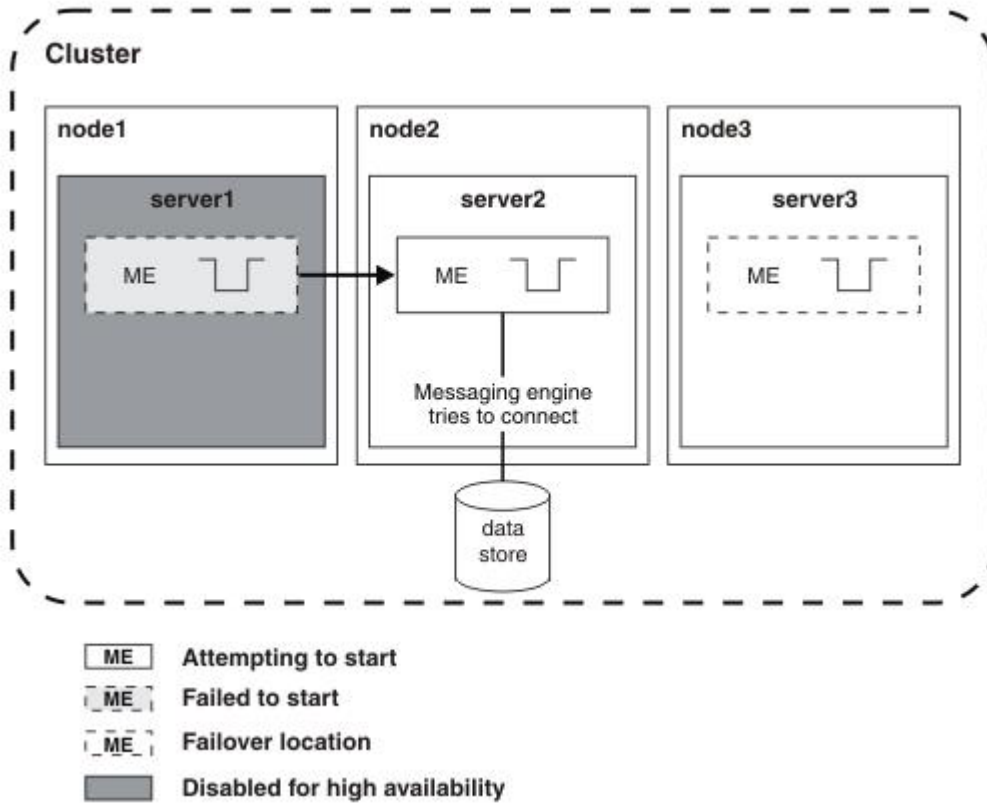 Cluster
node1
node2
node3
server1
server2
server3
ME
ME
ME
Messaging engine
tries to connect
data
store
ME Attempting to start
ME Failed to start
ME Failover location
Disabled for high availability